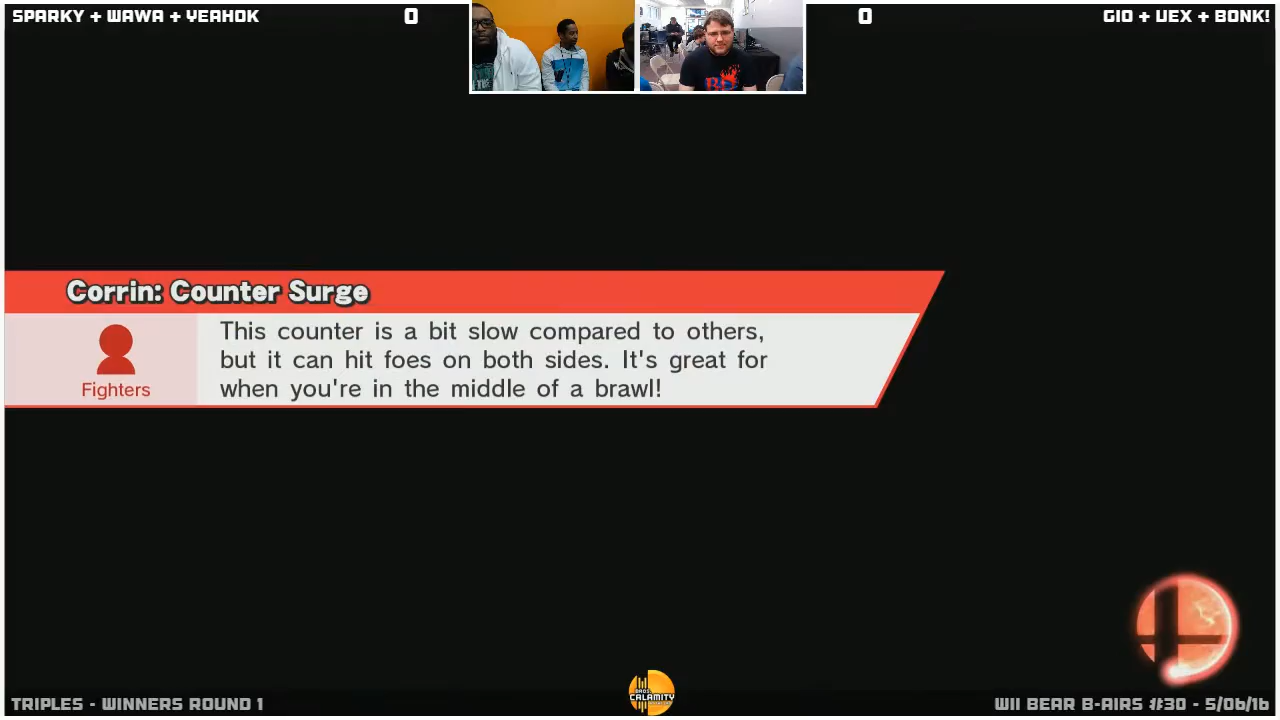 SPARKY + WAWA + YEAHOK
0
0
GIO + UEX + BONK!
Corrin: Counter Surge
This counter is a bit slow compared to others,
but it can hit foes on both sides. It's great for
when you're in the middle of a brawl!
Fighters
CALAMITY
TRIPLES - WINNERS ROUND 1
WII BEAR B-AIRS #30 - 5/06/16